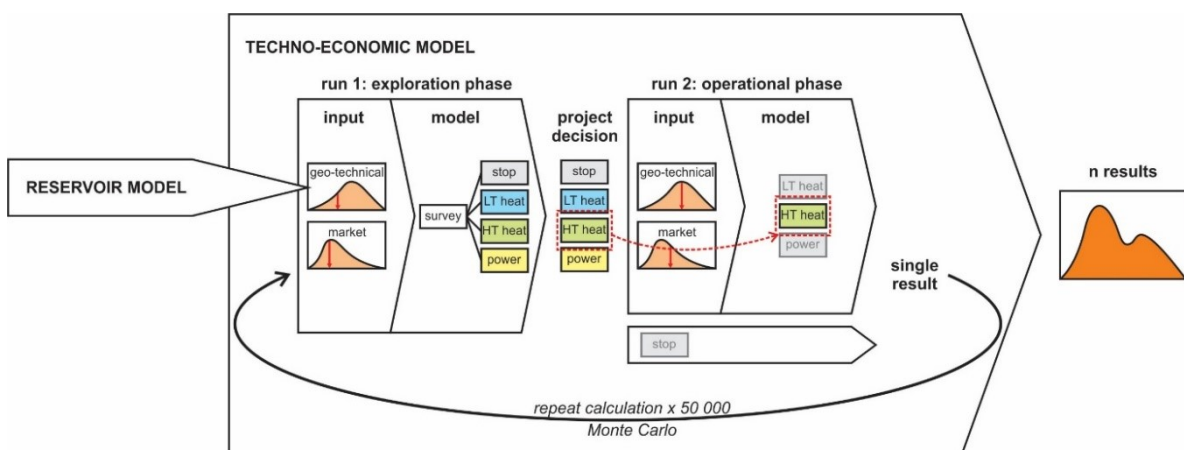 TECHNO-ECONOMIC MODEL
run 1: exploration phase
run 2: operational phase
input
model
project
decision
input
model
RESERVOIR MODEL
geo-technical
market
survey
stop
LT heat
HT heat
power
stop
LT heat
HT heat
power
geo-technical
market
LT heat
HT heat
power
stop
single
result
n results
repeat calculation x 50 000
Monte Carlo